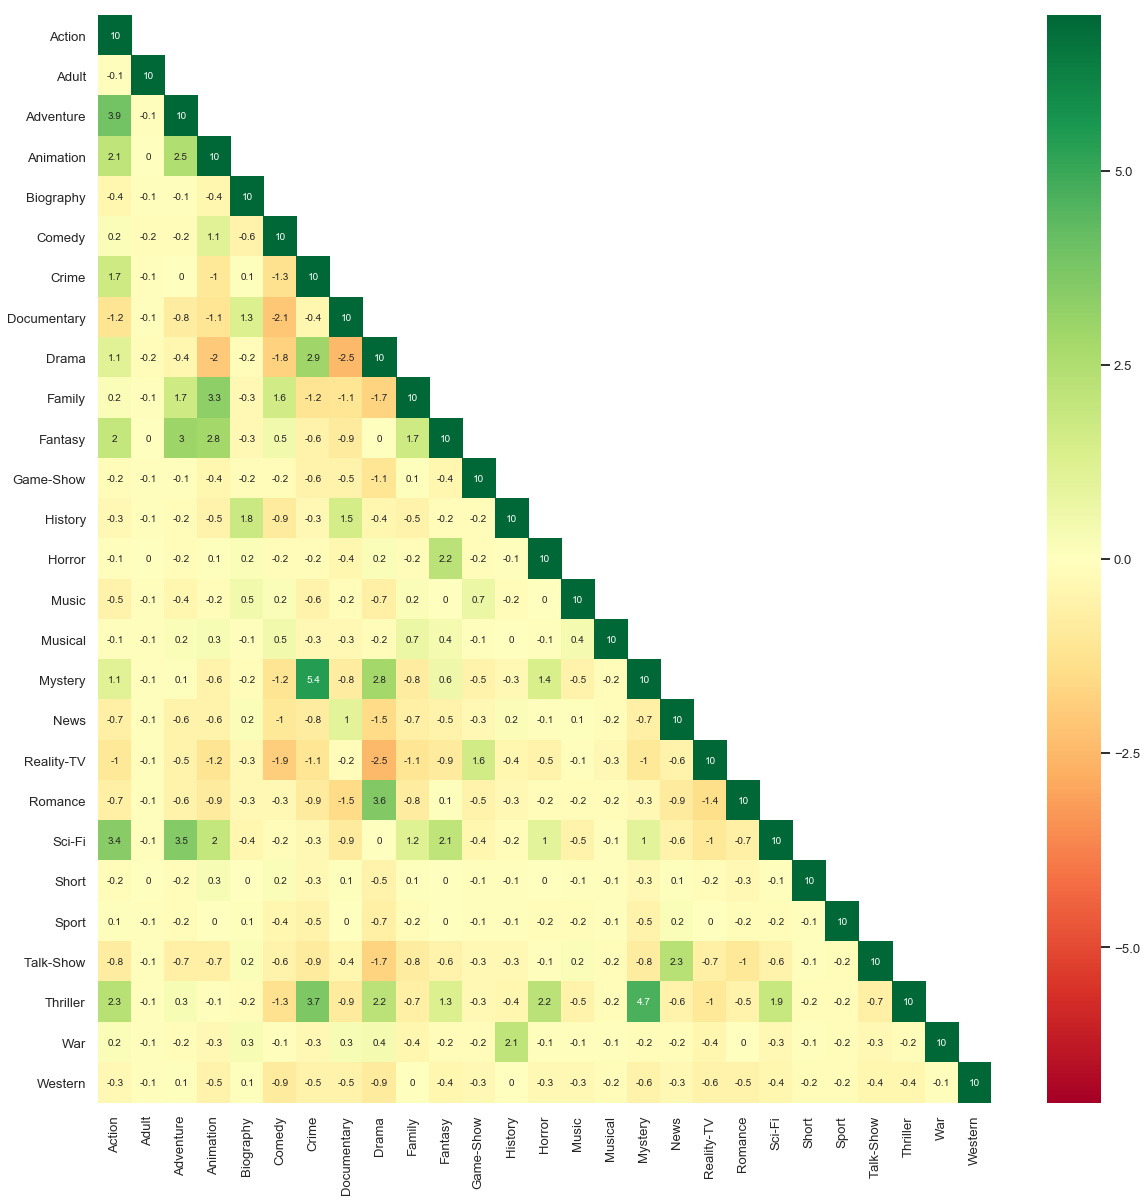 Action 10
Adult -0.1 10
Adventure 3.9 -0.1 10
Animation 2.1 0 2.5 10
Biography -0.4 -0.1 -0.1 -0.4 10
Comedy 0.2 -0.2 -0.2 1.1 -0.6 10
Crime 1.7 -0.1 0 -1 0.1 -1.3 10
Documentary -1.2 -0.1 -0.8 -1.1 1.3 -2.1 -0.4 10
Drama 1.1 -0.2 -0.4 -2 -0.2 -1.8 2.9 -2.5 10
Family 0.2 -0.1 1.7 3.3 -0.3 1.6 -1.2 -1.1 -1.7 10
Fantasy 2 0 3 2.8 -0.3 0.5 -0.6 -0.9 0 1.7 10
Game-Show -0.2 -0.1 -0.1 -0.4 -0.2 -0.2 -0.6 -0.5 -1.1 0.1 -0.4 10
History -0.3 -0.1 -0.2 -0.5 1.8 -0.9 -0.3 1.5 -0.4 -0.5 -0.2 -0.2 10
Horror -0.1 0 -0.2 0.1 0.2 -0.2 -0.2 -0.4 0.2 -0.2 2.2 -0.2 -0.1 10
Music -0.5 -0.1 -0.4 -0.2 0.5 0.2 -0.6 -0.2 -0.7 0.2 0 0.7 -0.2 0 10
Musical -0.1 -0.1 0.2 0.3 -0.1 0.5 -0.3 -0.3 -0.2 0.7 0.4 -0.1 0 -0.1 0.4 10
Mystery 1.1 -0.1 0.1 -0.6 -0.2 -1.2 5.4 -0.8 2.8 -0.8 0.6 -0.5 -0.3 1.4 -0.5 -0.2 10
News -0.7 -0.1 -0.6 -0.6 0.2 -1 -0.8 1 -1.5 -0.7 -0.5 -0.3 0.2 -0.1 0.1 -0.2 -0.7 10
Reality-TV -1 -0.1 -0.5 -1.2 -0.3 -1.9 -1.1 -0.2 -2.5 -1.1 -0.9 1.6 -0.4 -0.5 -0.1 -0.3 -1 -0.6 10
Romance -0.7 -0.1 -0.6 -0.9 -0.3 -0.3 -0.9 -1.5 3.6 -0.8 0.1 -0.5 -0.3 -0.2 -0.2 -0.2 -0.3 -0.9 -1.4 10
Sci-Fi 3.4 -0.1 3.5 2 -0.4 -0.2 -0.3 -0.9 0 1.2 2.1 -0.4 -0.2 1 -0.5 -0.1 1 -0.6 -1 -0.7 10
Short -0.2 0 -0.2 0.3 0 0.2 -0.3 0.1 -0.5 0.1 0 -0.1 -0.1 0 -0.1 -0.1 -0.3 0.1 -0.2 -0.3 -0.1 10
Sport 0.1 -0.1 -0.2 0 0.1 -0.4 -0.5 0 -0.7 -0.2 0 -0.1 -0.1 -0.2 -0.2 -0.1 -0.5 0.2 0 -0.2 -0.2 -0.1 10
Talk-Show -0.8 -0.1 -0.7 -0.7 0.2 -0.6 -0.9 -0.4 -1.7 -0.8 -0.6 -0.3 -0.3 -0.1 0.2 -0.2 -0.8 2.3 -0.7 -1 -0.6 -0.1 -0.2 10
Thriller 2.3 -0.1 0.3 -0.1 -0.2 -1.3 3.7 -0.9 2.2 -0.7 1.3 -0.3 -0.4 2.2 -0.5 -0.2 4.7 -0.6 -1 -0.5 1.9 -0.2 -0.2 -0.7 10
War 0.2 -0.1 -0.2 -0.3 0.3 -0.1 -0.3 0.3 0.4 -0.4 -0.2 -0.2 2.1 -0.1 -0.1 -0.1 -0.2 -0.2 -0.4 0 -0.3 -0.1 -0.2 -0.3 -0.2 10
Western -0.3 -0.1 0.1 -0.5 0.1 -0.9 -0.5 -0.5 -0.9 0 -0.4 -0.3 0 -0.3 -0.3 -0.2 -0.6 -0.3 -0.6 -0.5 -0.4 -0.2 -0.2 -0.4 -0.4 -0.1 10
Action Adult Adventure Animation Biography Comedy Crime Documentary Drama Family Fantasy Game-Show History Horror Music Musical Mystery News Reality-TV Romance Sci-Fi Short Sport Talk-Show Thriller War Western
5.0
2.5
0.0
−2.5
−5.0